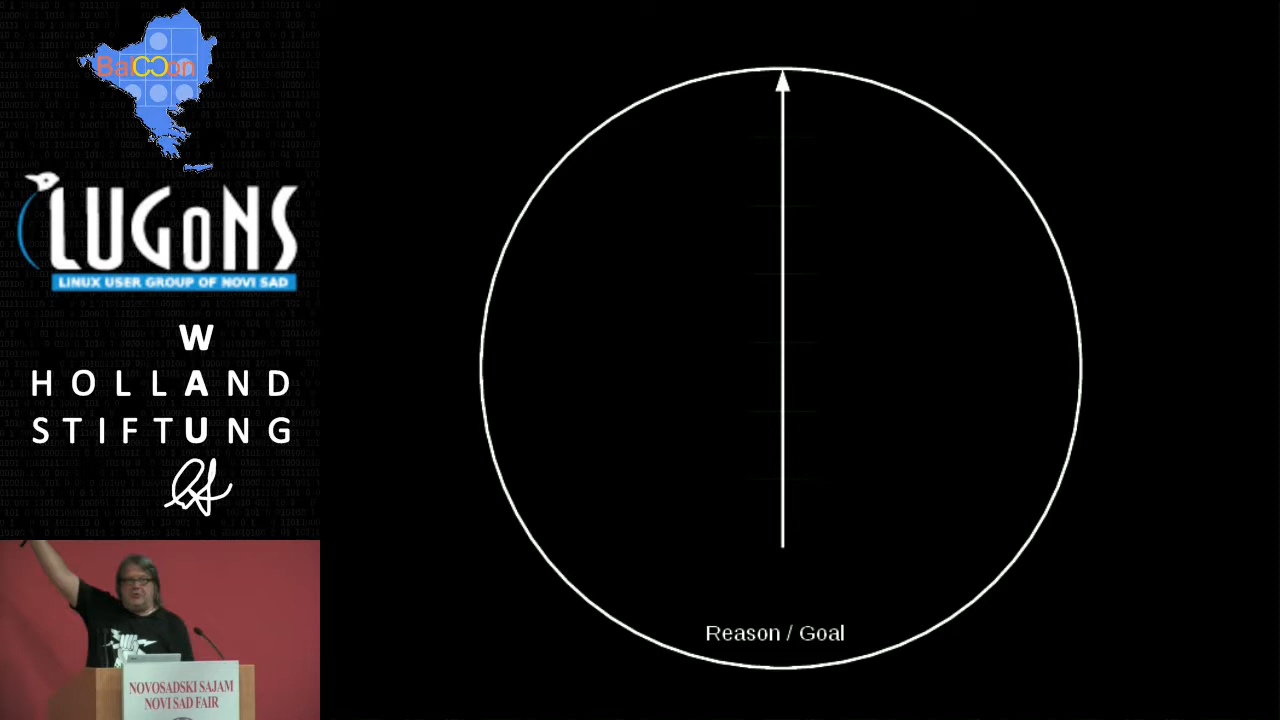 BalCCon
LUGoNS
LINUX USER GROUP OF NOVI SAD
W
HOLLAND
STIFTUNG
Reason / Goal
NOVOSADSKI SAJAM
NOVI SAD FAIR